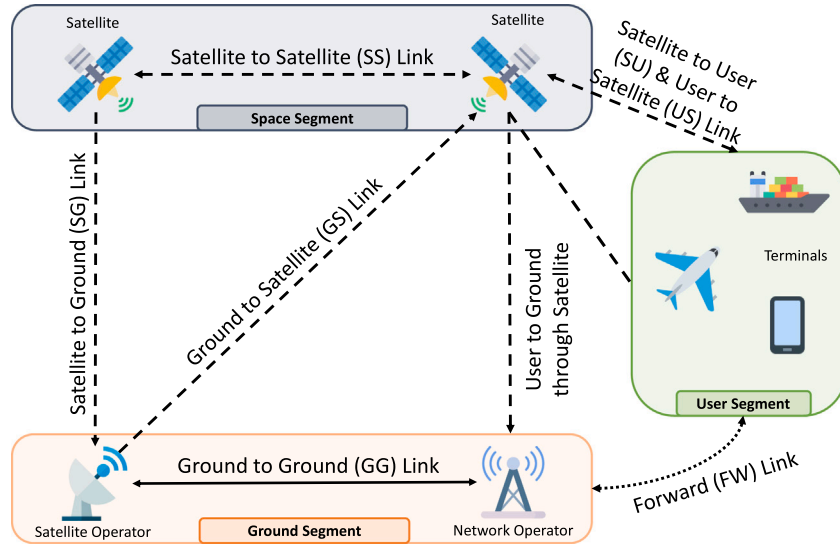 Satellite
Satellite
Satellite to Satellite (SS) Link
Space Segment
Satellite to User
(SU) & User to
Satellite (US) Link
Satellite to Ground (SG) Link
Ground to Satellite (GS) Link
User to Ground
through Satellite
Terminals
User Segment
Ground to Ground (GG) Link
Forward (FW) Link
Satellite Operator
Ground Segment
Network Operator